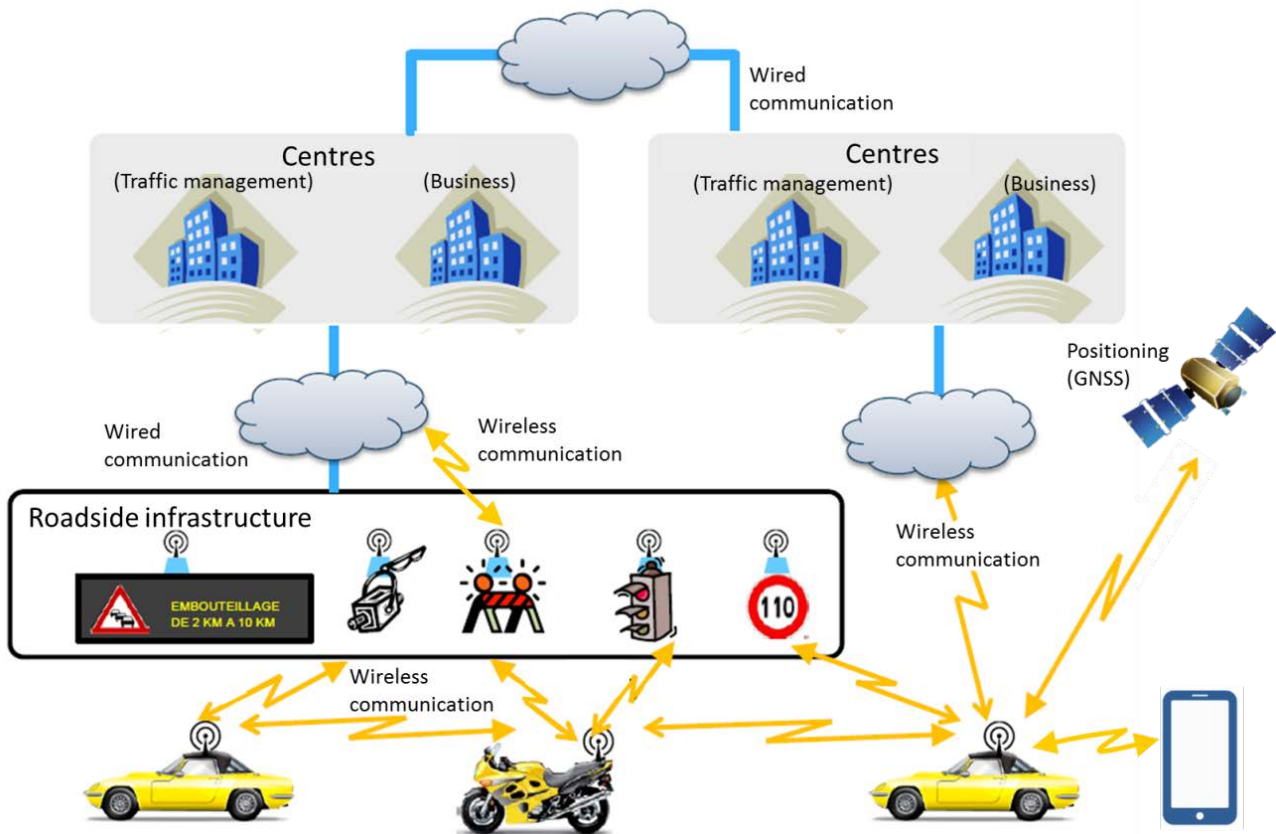 Wired
communication
Centres
(Traffic management)
(Business)
Centres
(Traffic management)
(Business)
Positioning
(GNSS)
Wired
communication
Wireless
communication
Roadside infrastructure
Wireless
communication
EMBOUTEILLAGE
DE 2 KM A 10 KM
110
Wireless
communication